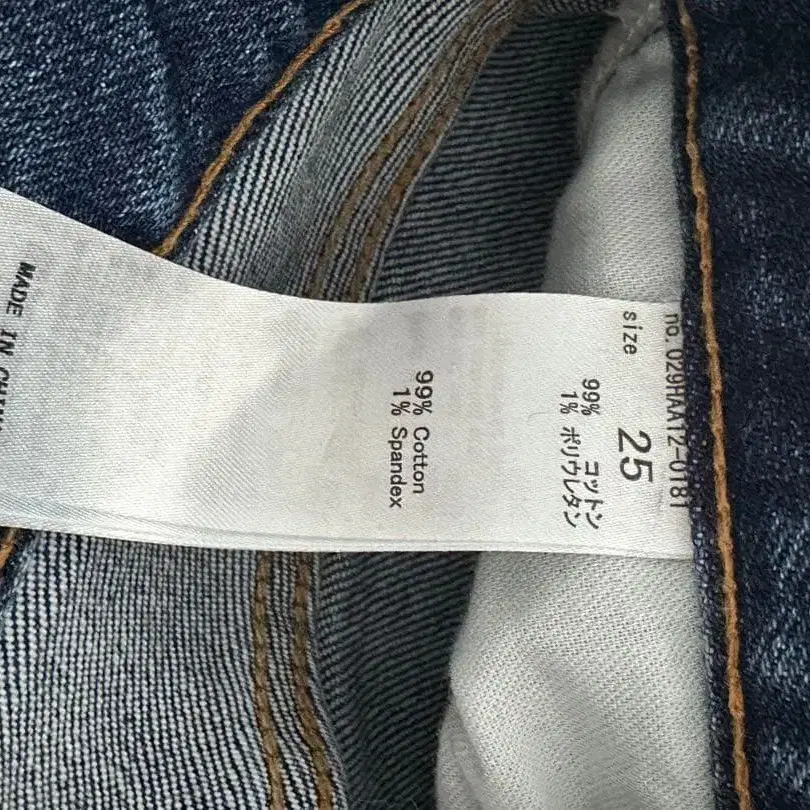 no. 029HAA12-0181
size 25
99% コットン
1% ポリウレタン
99% Cotton
1% Spandex
MADE IN CHINA